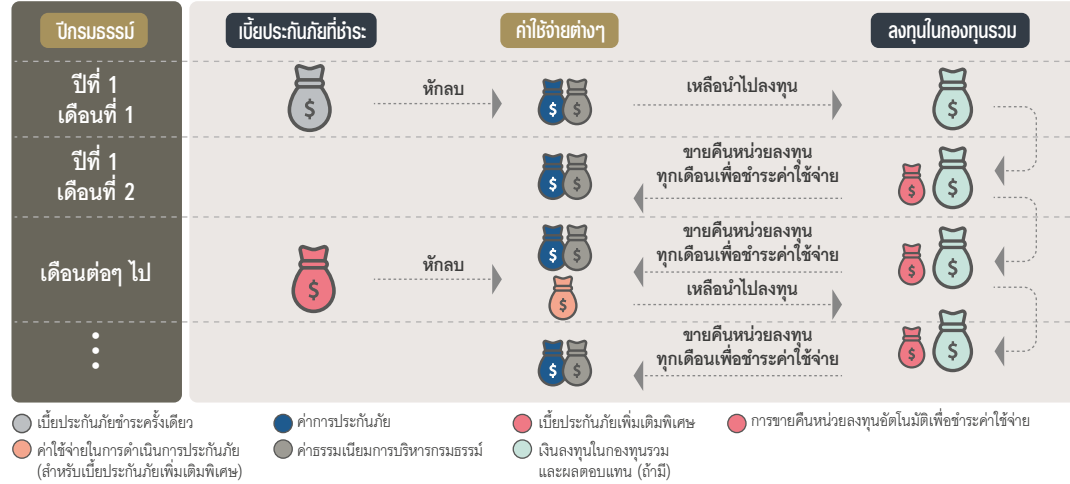 ปีกรมธรรม์
เบี้ยประกันภัยที่ชำระ
ค่าใช้จ่ายต่างๆ
ลงทุนในกองทุนรวม
ปีที่ 1
เดือนที่ 1
$
หักลบ
$ $
เหลือนำไปลงทุน
$
ปีที่ 1
เดือนที่ 2
$ $
ขายคืนหน่วยลงทุน
ทุกเดือนเพื่อชำระค่าใช้จ่าย
$ $
เดือนต่อๆ ไป
$
หักลบ
$ $
$
ขายคืนหน่วยลงทุน
ทุกเดือนเพื่อชำระค่าใช้จ่าย
เหลือนำไปลงทุน
$ $
$ $
ขายคืนหน่วยลงทุน
ทุกเดือนเพื่อชำระค่าใช้จ่าย
$ $
เบี้ยประกันภัยชำระครั้งเดียว
ค่าการประกันภัย
เบี้ยประกันภัยเพิ่มเติมพิเศษ
การขายคืนหน่วยลงทุนอัตโนมัติเพื่อชำระค่าใช้จ่าย
ค่าใช้จ่ายในการดำเนินการประกันภัย
(สำหรับเบี้ยประกันภัยเพิ่มเติมพิเศษ)
ค่าธรรมเนียมการบริหารกรมธรรม์
เงินลงทุนในกองทุนรวม
และผลตอบแทน (ถ้ามี)